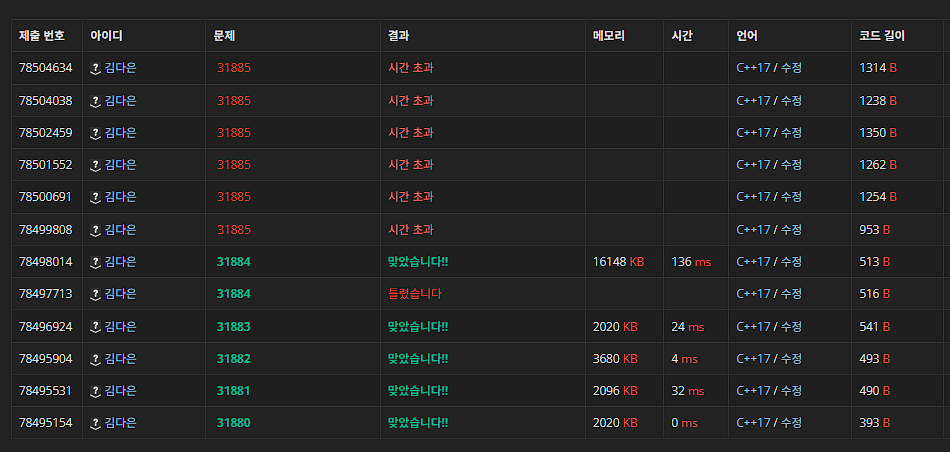 제출 번호 아이디 문제 결과 메모리 시간 언어 코드 길이
78504634 김다은 31885 시간 초과 C++17 / 수정 1314 B
78504038 김다은 31885 시간 초과 C++17 / 수정 1238 B
78502459 김다은 31885 시간 초과 C++17 / 수정 1350 B
78501552 김다은 31885 시간 초과 C++17 / 수정 1262 B
78500691 김다은 31885 시간 초과 C++17 / 수정 1254 B
78499808 김다은 31885 시간 초과 C++17 / 수정 953 B
78498014 김다은 31884 맞았습니다!! 16148 KB 136 ms C++17 / 수정 513 B
78497713 김다은 31884 틀렸습니다 C++17 / 수정 516 B
78496924 김다은 31883 맞았습니다!! 2020 KB 24 ms C++17 / 수정 541 B
78495904 김다은 31882 맞았습니다!! 3680 KB 4 ms C++17 / 수정 493 B
78495531 김다은 31881 맞았습니다!! 2096 KB 32 ms C++17 / 수정 490 B
78495154 김다은 31880 맞았습니다!! 2020 KB 0 ms C++17 / 수정 393 B